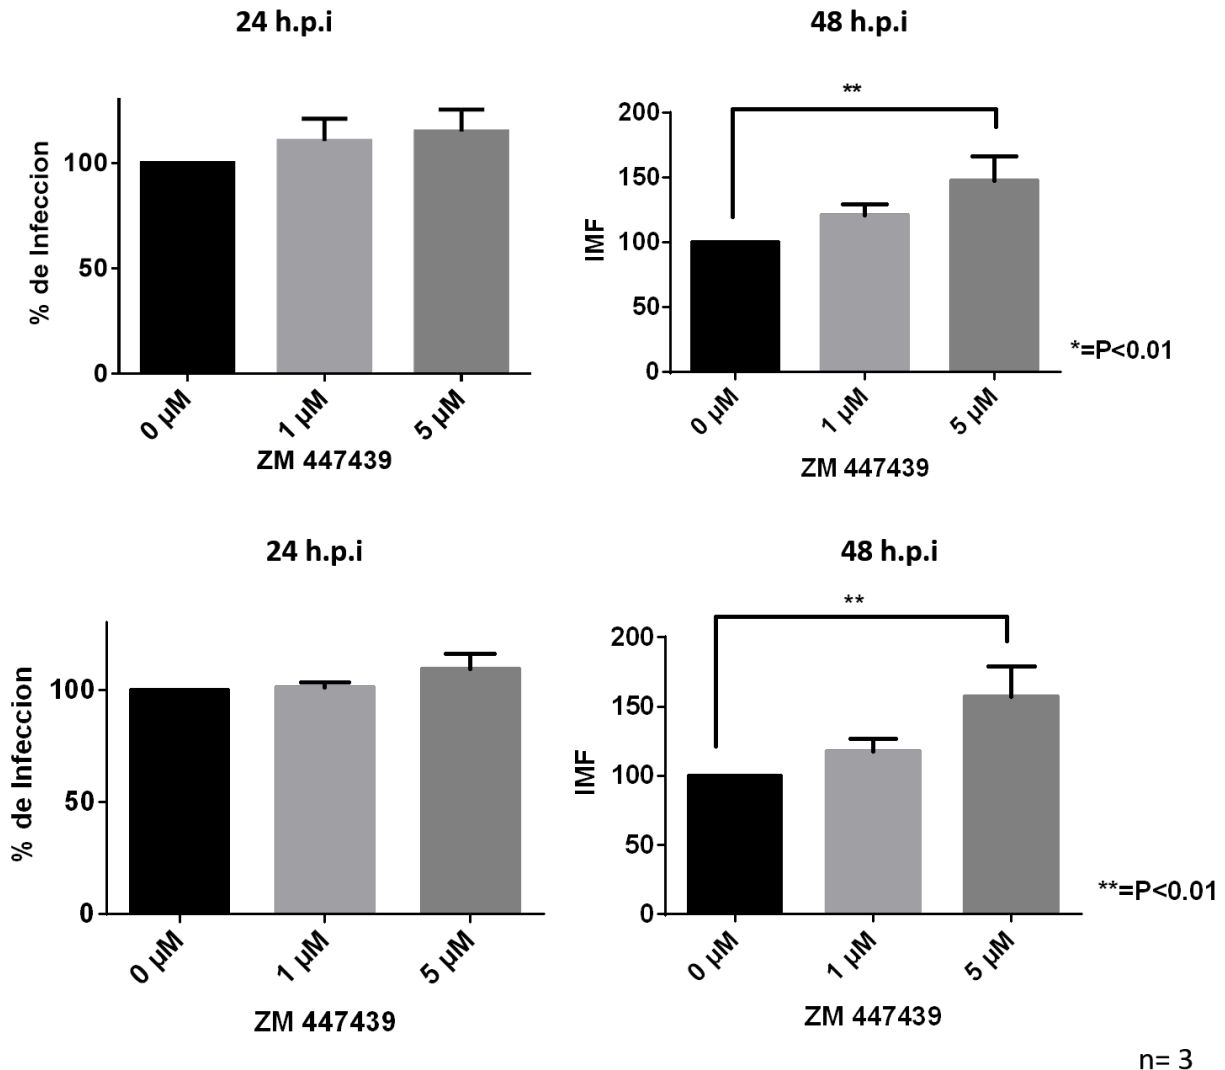 24 h.p.i
% de Infeccion
100
50
0
0 µM
1 µM
5 µM
ZM 447439
48 h.p.i
**
IMF
200
150
100
50
0
0 µM
1 µM
5 µM
ZM 447439
*=P<0.01
24 h.p.i
% de Infeccion
100
50
0
0 µM
1 µM
5 µM
ZM 447439
48 h.p.i
**
IMF
200
150
100
50
0
0 µM
1 µM
5 µM
ZM 447439
**=P<0.01
n= 3